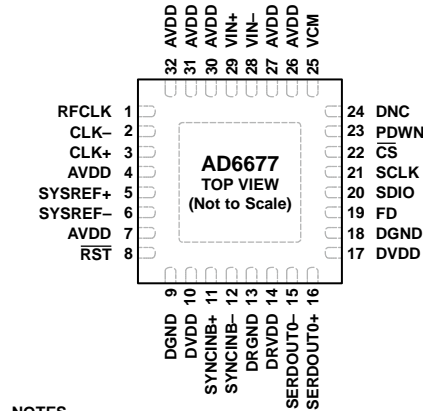 AVDD
AVDD
AVDD
VIN+
VIN–
AVDD
AVDD
VCM
32
31
30
29
28
27
26
25
RFCLK 1
CLK– 2
CLK+ 3
AVDD 4
SYSREF+ 5
SYSREF– 6
AVDD 7
RST 8
AD6677
TOP VIEW
(Not to Scale)
24 DNC
23 PDWN
22 CS
21 SCLK
20 SDIO
19 FD
18 DGND
17 DVDD
9
10
11
12
13
14
15
16
DGND
DVDD
SYNCINB+
SYNCINB–
DRGND
DRVDD
SERDOUT0–
SERDOUT0+
NOTES